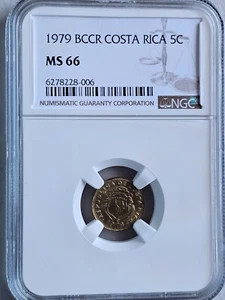 1979 BCCR COSTA RICA 5C
MS 66
6278228-006
NUMISMATIC GUARANTY CORPORATION
NGC